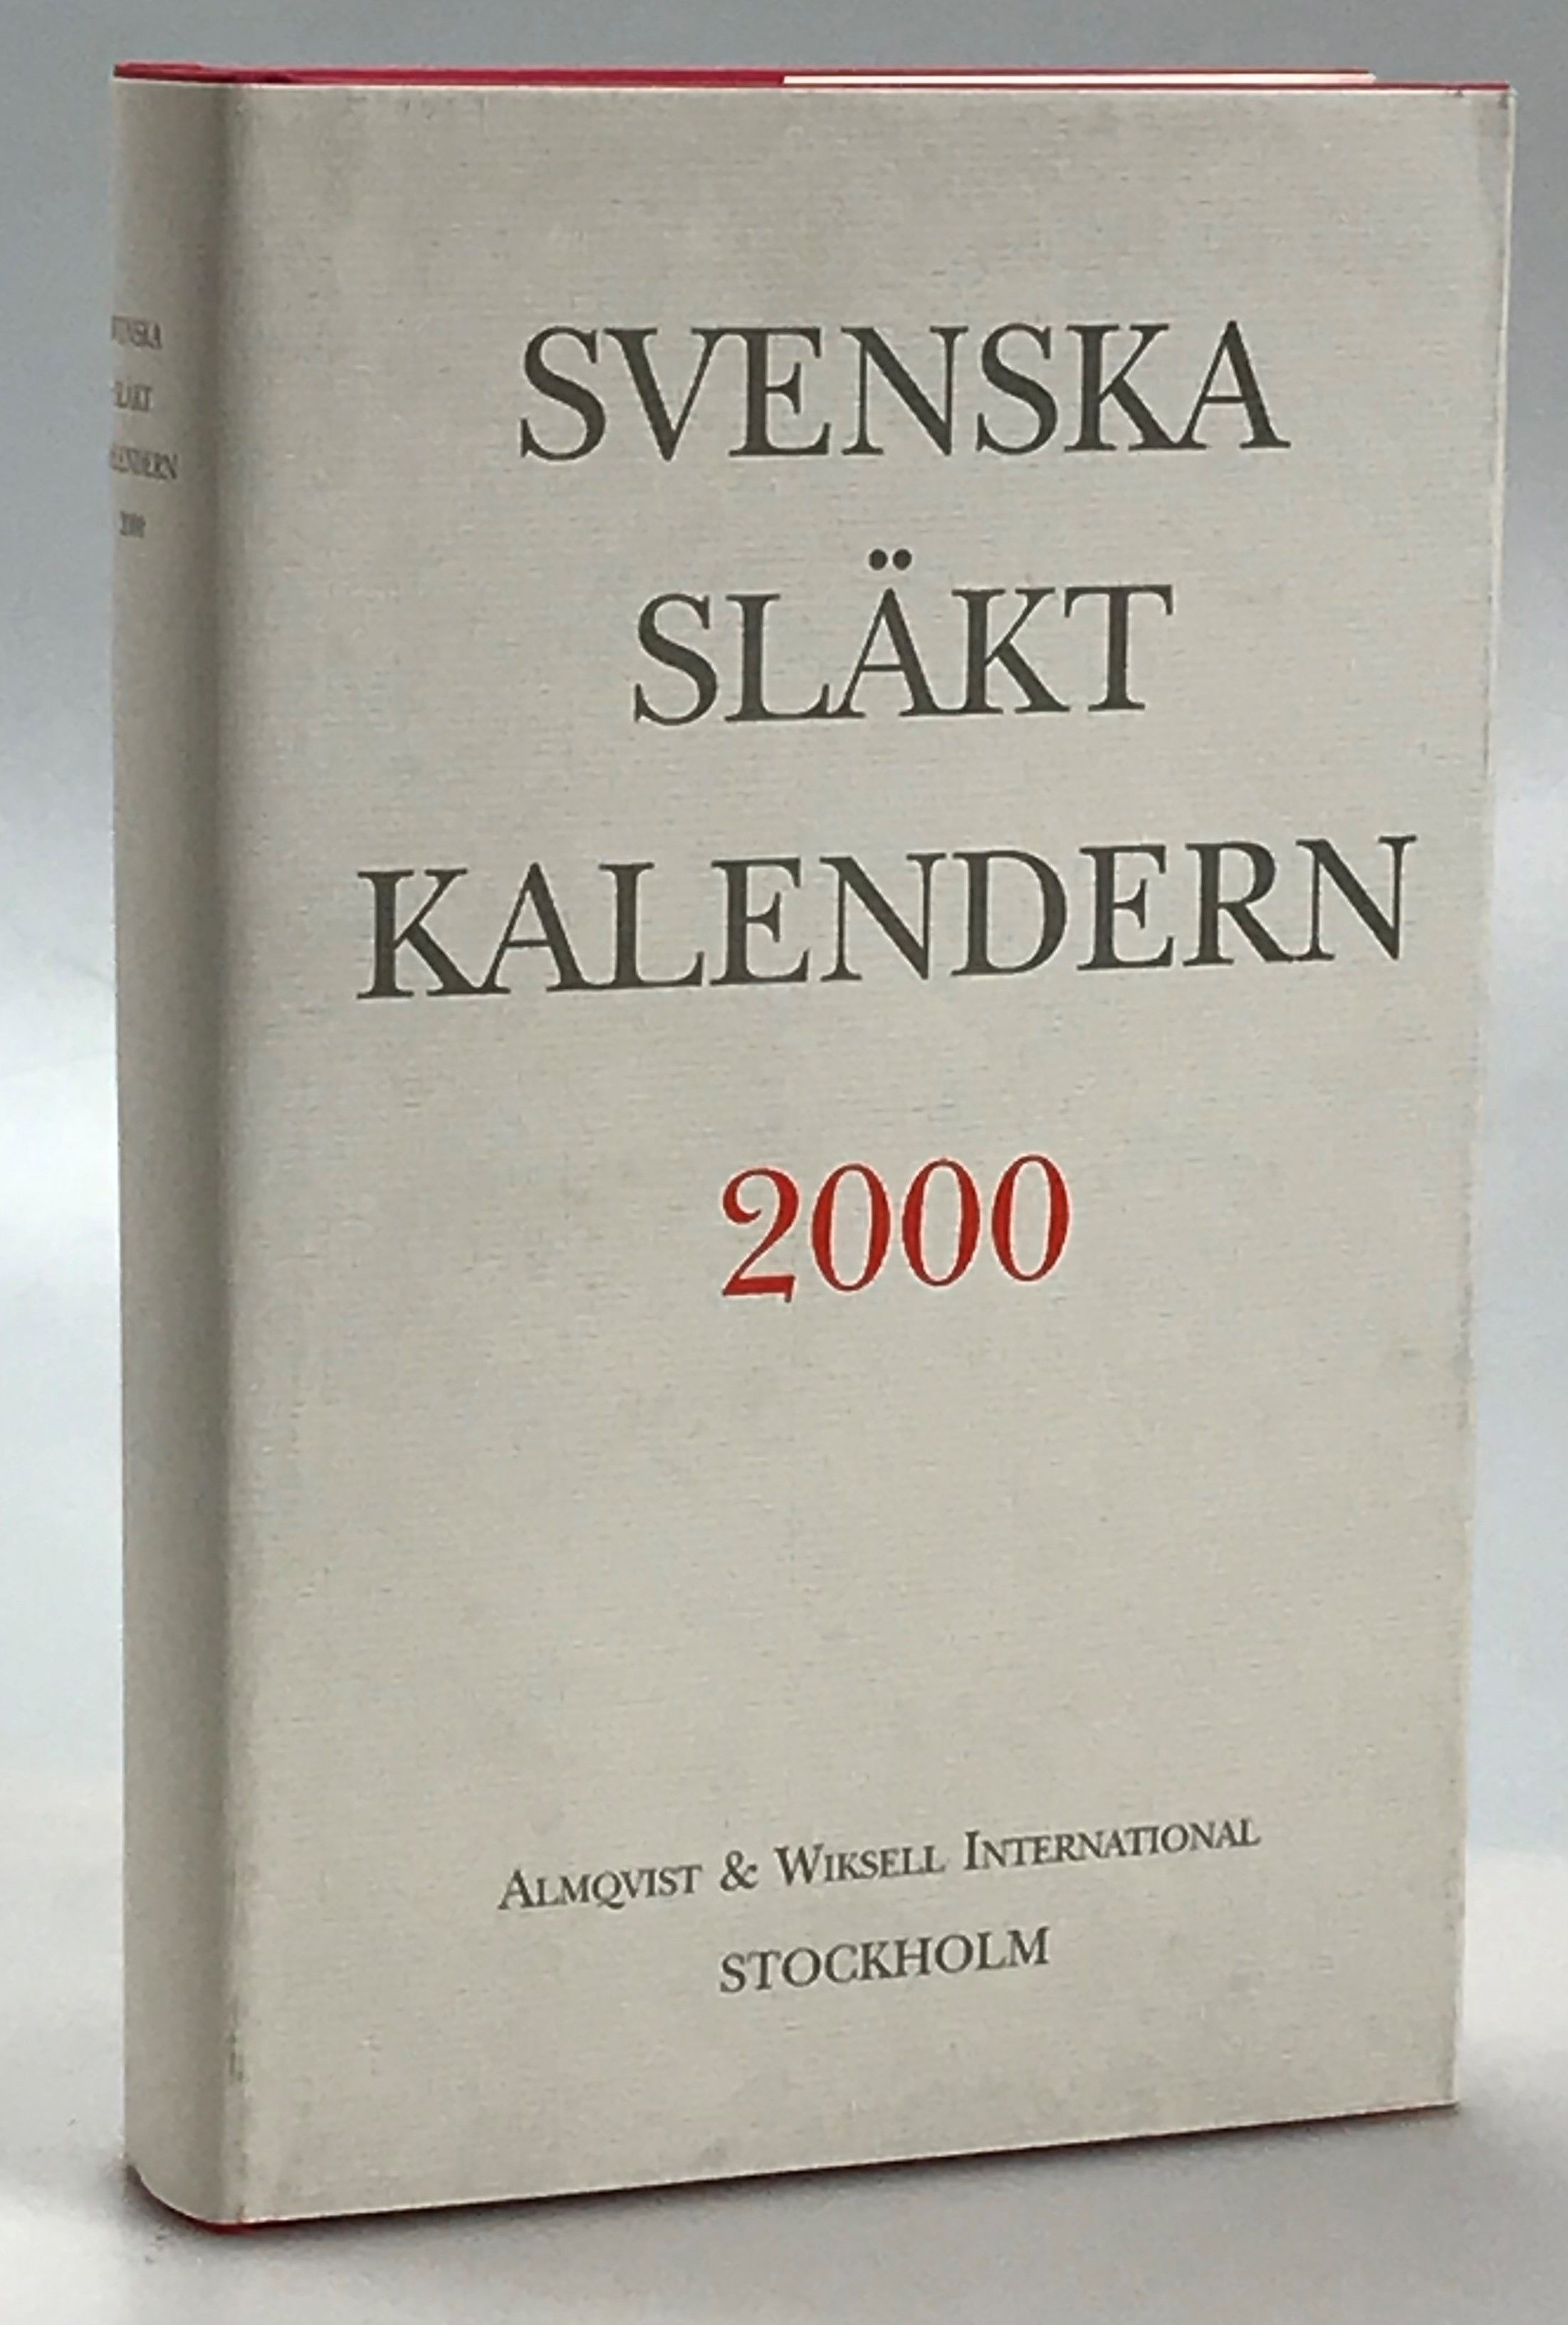 SVENSKA
SLÄKT
KALENDERN
2000
ALMQVIST & WIKSELL INTERNATIONAL
STOCKHOLM